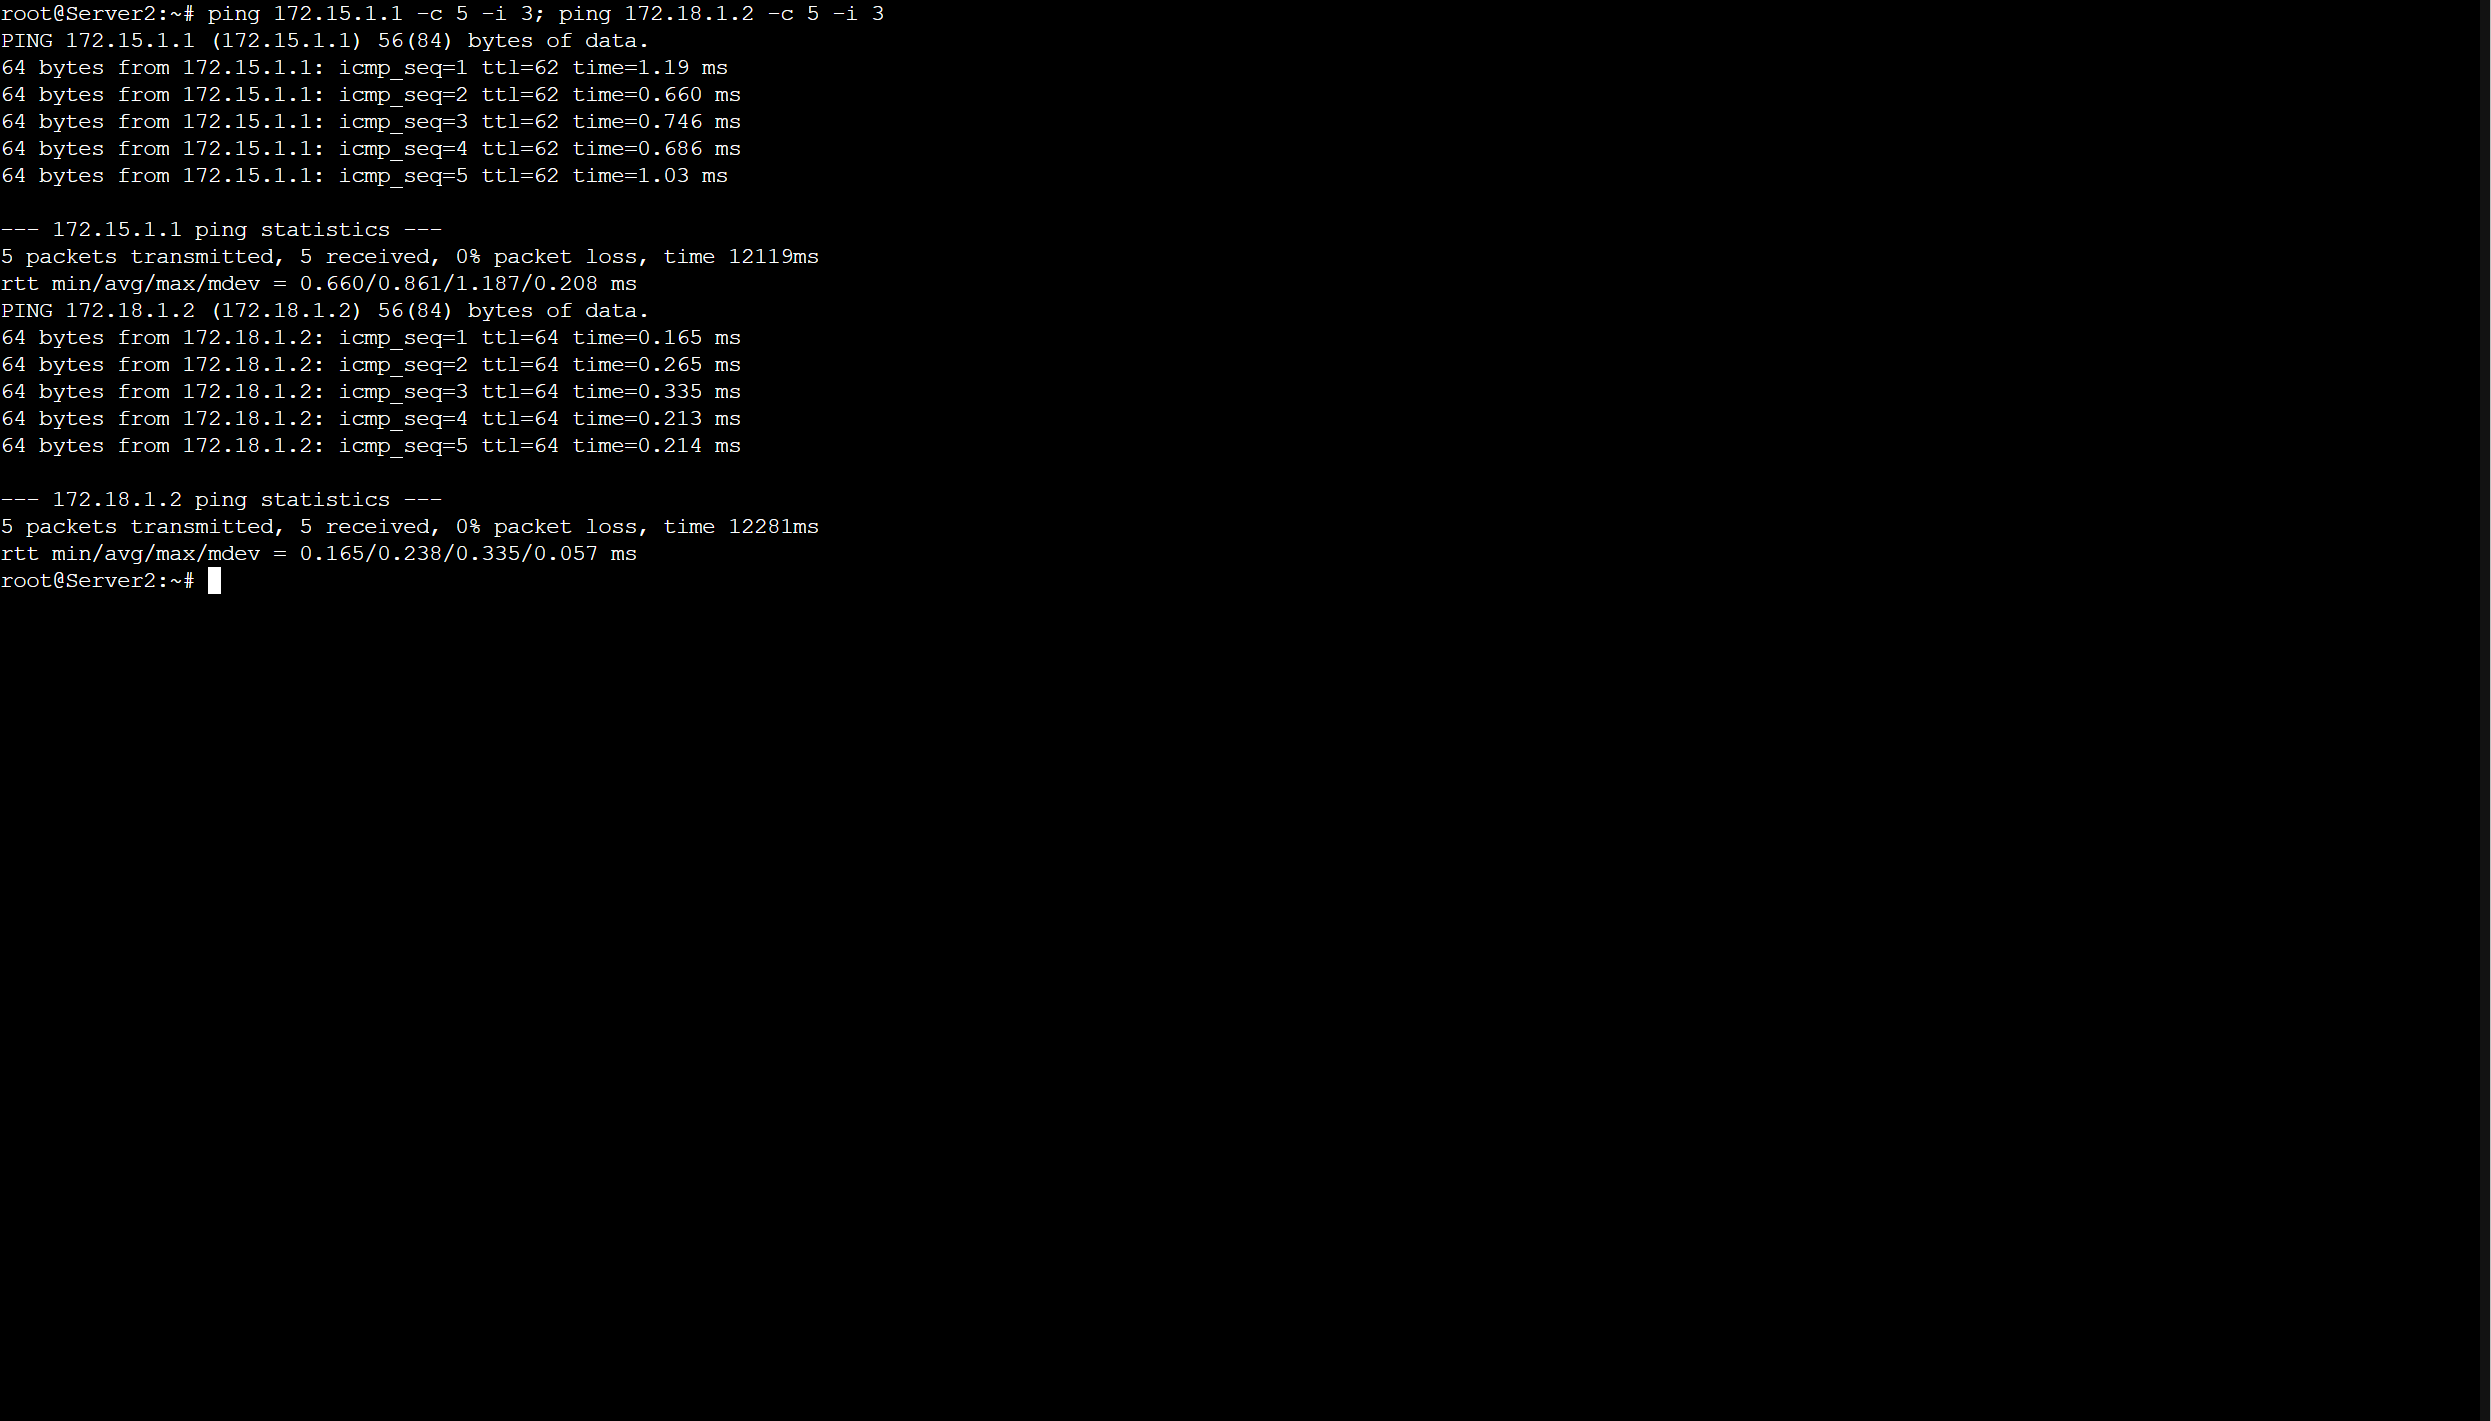 root@Server2:~# ping 172.15.1.1 -c 5 -i 3; ping 172.18.1.2 -c 5 -i 3
PING 172.15.1.1 (172.15.1.1) 56(84) bytes of data.
64 bytes from 172.15.1.1: icmp_seq=1 ttl=62 time=1.19 ms
64 bytes from 172.15.1.1: icmp_seq=2 ttl=62 time=0.660 ms
64 bytes from 172.15.1.1: icmp_seq=3 ttl=62 time=0.746 ms
64 bytes from 172.15.1.1: icmp_seq=4 ttl=62 time=0.686 ms
64 bytes from 172.15.1.1: icmp_seq=5 ttl=62 time=1.03 ms

--- 172.15.1.1 ping statistics ---
5 packets transmitted, 5 received, 0% packet loss, time 12119ms
rtt min/avg/max/mdev = 0.660/0.861/1.187/0.208 ms
PING 172.18.1.2 (172.18.1.2) 56(84) bytes of data.
64 bytes from 172.18.1.2: icmp_seq=1 ttl=64 time=0.165 ms
64 bytes from 172.18.1.2: icmp_seq=2 ttl=64 time=0.265 ms
64 bytes from 172.18.1.2: icmp_seq=3 ttl=64 time=0.335 ms
64 bytes from 172.18.1.2: icmp_seq=4 ttl=64 time=0.213 ms
64 bytes from 172.18.1.2: icmp_seq=5 ttl=64 time=0.214 ms

--- 172.18.1.2 ping statistics ---
5 packets transmitted, 5 received, 0% packet loss, time 12281ms
rtt min/avg/max/mdev = 0.165/0.238/0.335/0.057 ms
root@Server2:~#